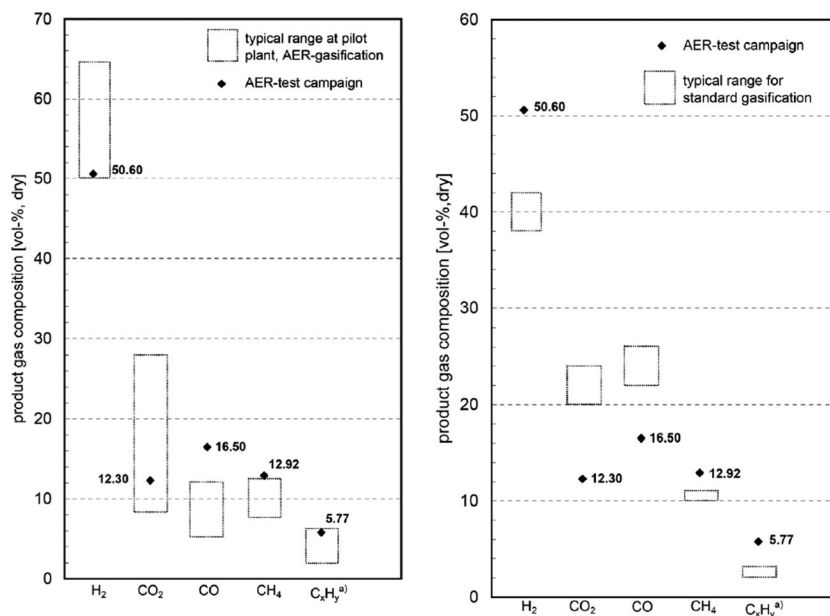 product gas composition [vol-%, dry]
70
60
50
40
30
20
10
0
typical range at pilot
plant, AER-gasification
AER-test campaign
50.60
12.30
16.50
12.92
5.77
H₂
CO₂
CO
CH₄
CₓHᵧᵃ⁾
product gas composition [vol-%,dry]
60
50
40
30
20
10
0
AER-test campaign
typical range for
standard gasification
50.60
12.30
16.50
12.92
5.77
H₂
CO₂
CO
CH₄
CₓHᵧᵃ⁾